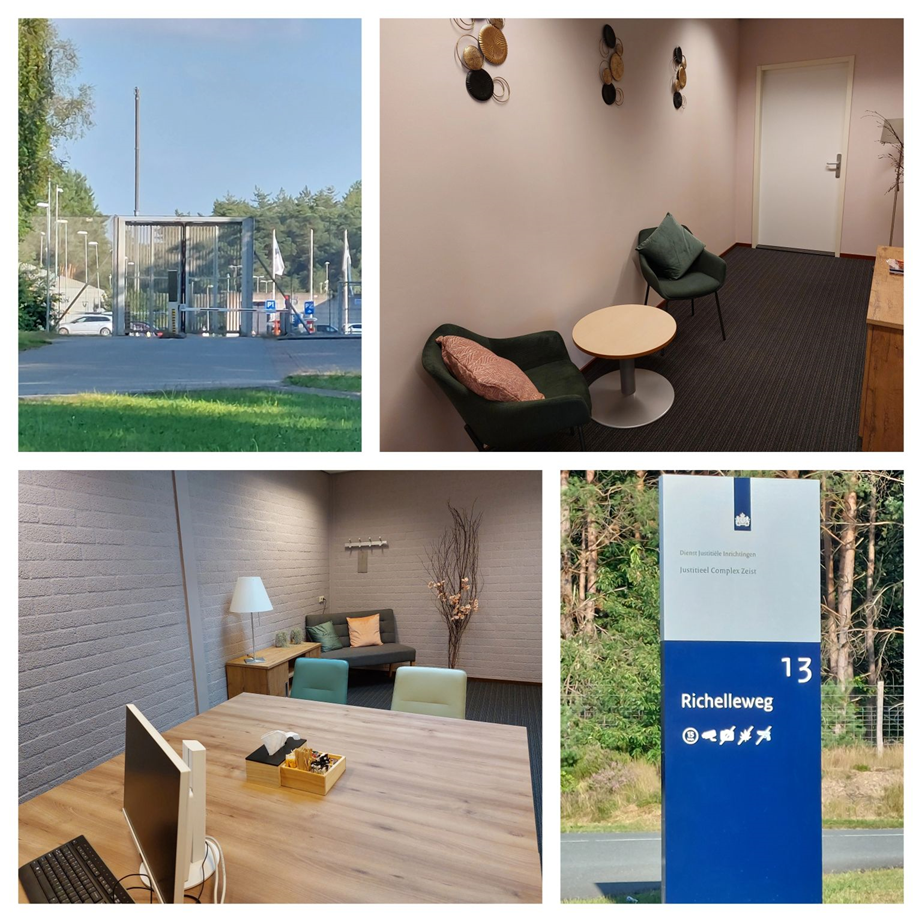 Dienst Justitiële Inrichtingen
Justitieel Complex Zeist
13
Richelleweg